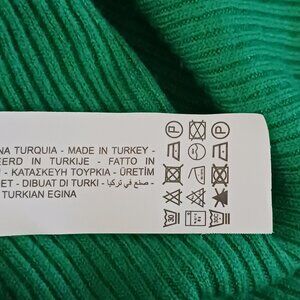 NA TURQUIA - MADE IN TURKEY -
EERD IN TURKIJE - FATTO IN
- ΚΑΤΑΣΚΕΥΗ ΤΟΥΡΚΙΑ - ÜRETİM
ET - DIBUAT DI TURKI - صنع في تركيا -
TURKIAN EGINA
P
P
30